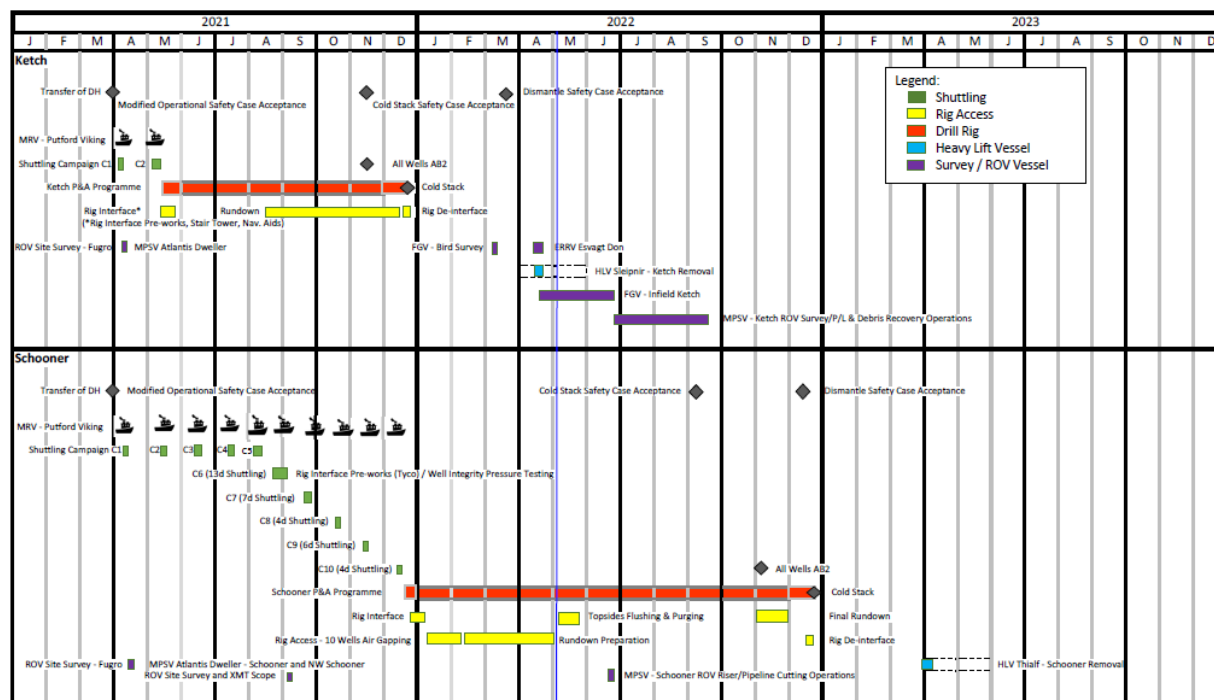 2021 2022 2023
J F M A M J J A S O N D J F M A M J J A S O N D J F M A M J J A S O N D
Ketch
Legend:
Shuttling
Rig Access
Drill Rig
Heavy Lift Vessel
Survey / ROV Vessel
Transfer of DH
Modified Operational Safety Case Acceptance
Cold Stack Safety Case Acceptance
Dismantle Safety Case Acceptance
MRV - Putford Viking
Shuttling Campaign C1 C2 All Wells AB2
Ketch P&A Programme Cold Stack
Rig Interface* Rundown Rig De-interface
(*Rig Interface Pre-works, Stair Tower, Nav. Aids)
ROV Site Survey - Fugro MPSV Atlantis Dweller FGV - Bird Survey ERRV Esvagt Don
HLV Sleipnir - Ketch Removal
FGV - Infield Ketch
MPSV - Ketch ROV Survey/P/L & Debris Recovery Operations
Schooner
Transfer of DH Modified Operational Safety Case Acceptance Cold Stack Safety Case Acceptance Dismantle Safety Case Acceptance
MRV - Putford Viking
Shuttling Campaign C1 C2 C3 C4 C5
C6 (13d Shuttling) Rig Interface Pre-works (Tyco) / Well Integrity Pressure Testing
C7 (7d Shuttling)
C8 (4d Shuttling)
C9 (6d Shuttling)
C10 (4d Shuttling) All Wells AB2
Schooner P&A Programme Cold Stack
Rig Interface Topsides Flushing & Purging Final Rundown
Rig Access - 10 Wells Air Gapping Rundown Preparation Rig De-interface
ROV Site Survey - Fugro MPSV Atlantis Dweller - Schooner and NW Schooner HLV Thialf - Schooner Removal
ROV Site Survey and XMT Scope MPSV - Schooner ROV Riser/Pipeline Cutting Operations